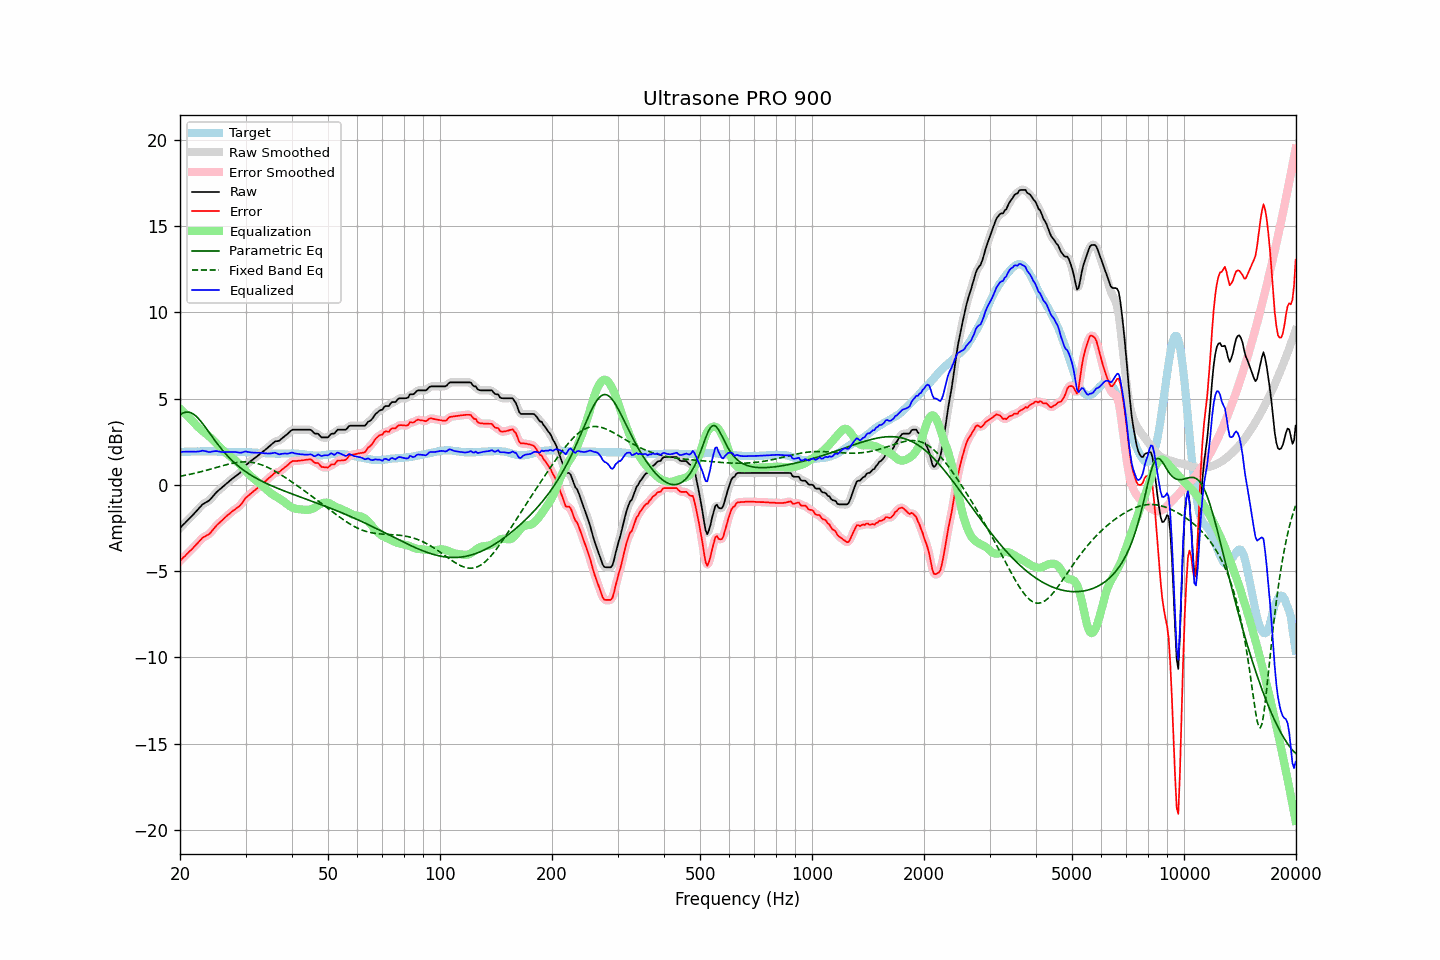 Ultrasone PRO 900
Target
Raw Smoothed
Error Smoothed
Raw
Error
Equalization
Parametric Eq
Fixed Band Eq
Equalized
Amplitude (dBr)
20
15
10
5
0
−5
−10
−15
−20
20 50 100 200 500 1000 2000 5000 10000 20000
Frequency (Hz)